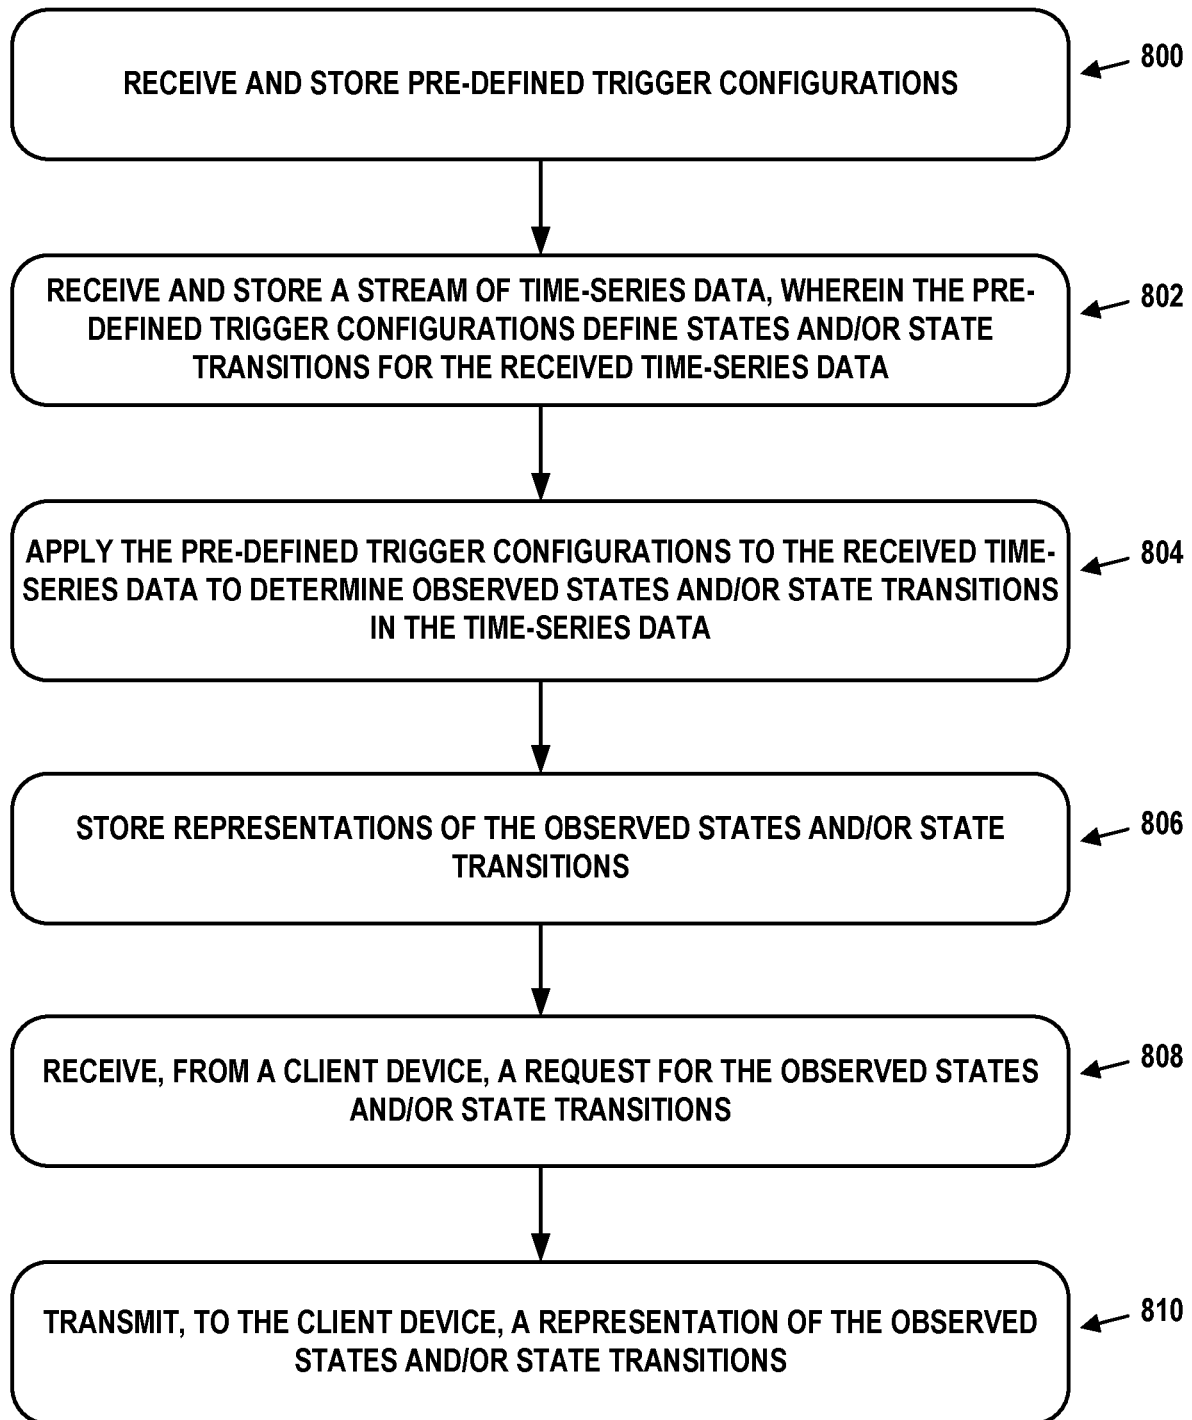 RECEIVE AND STORE PRE-DEFINED TRIGGER CONFIGURATIONS
800
RECEIVE AND STORE A STREAM OF TIME-SERIES DATA, WHEREIN THE PRE-
DEFINED TRIGGER CONFIGURATIONS DEFINE STATES AND/OR STATE
TRANSITIONS FOR THE RECEIVED TIME-SERIES DATA
802
APPLY THE PRE-DEFINED TRIGGER CONFIGURATIONS TO THE RECEIVED TIME-
SERIES DATA TO DETERMINE OBSERVED STATES AND/OR STATE TRANSITIONS
IN THE TIME-SERIES DATA
804
STORE REPRESENTATIONS OF THE OBSERVED STATES AND/OR STATE
TRANSITIONS
806
RECEIVE, FROM A CLIENT DEVICE, A REQUEST FOR THE OBSERVED STATES
AND/OR STATE TRANSITIONS
808
TRANSMIT, TO THE CLIENT DEVICE, A REPRESENTATION OF THE OBSERVED
STATES AND/OR STATE TRANSITIONS
810